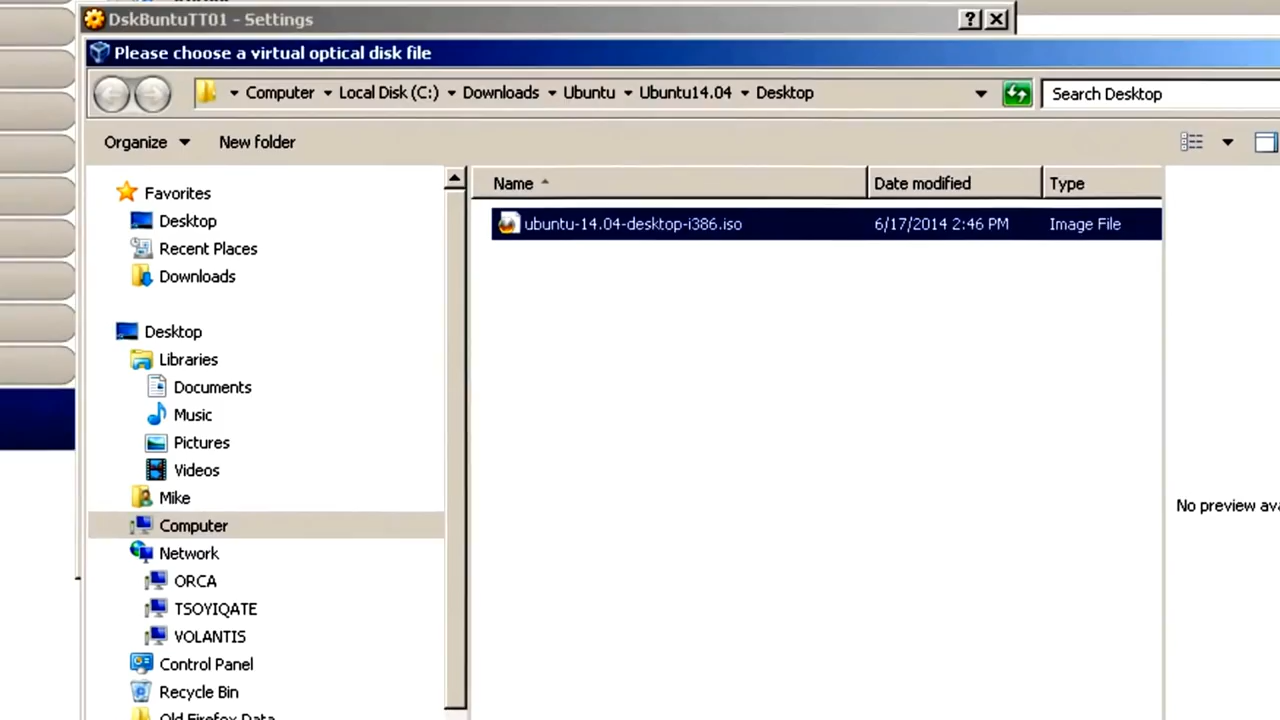 DskBuntuTT01 - Settings
Please choose a virtual optical disk file
Computer Local Disk (C:) Downloads Ubuntu Ubuntu14.04 Desktop
Search Desktop
Organize
New folder
Name
Date modified
Type
ubuntu-14.04-desktop-i386.iso
6/17/2014 2:46 PM
Image File
Favorites
Desktop
Recent Places
Downloads
Desktop
Libraries
Documents
Music
Pictures
Videos
Mike
Computer
Network
ORCA
TSOYIQATE
VOLANTIS
Control Panel
Recycle Bin
Old Firefox Data
No preview ava